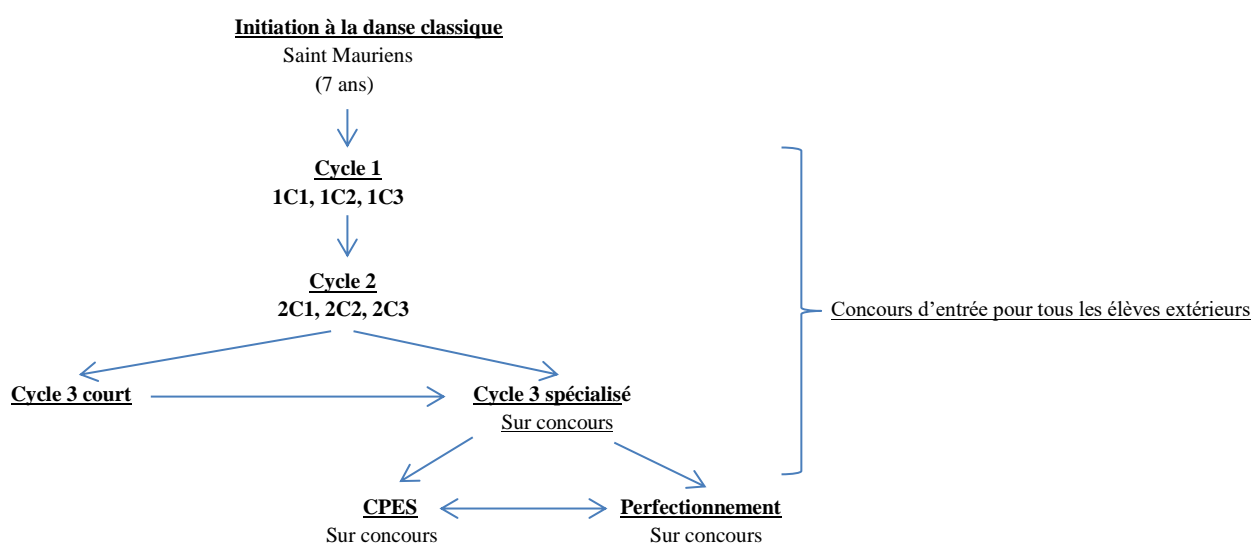 Initiation à la danse classique
Saint Mauriens
(7 ans)
Cycle 1
1C1, 1C2, 1C3
Cycle 2
2C1, 2C2, 2C3
Concours d’entrée pour tous les élèves extérieurs
Cycle 3 court
Cycle 3 spécialisé
Sur concours
CPES
Perfectionnement
Sur concours
Sur concours